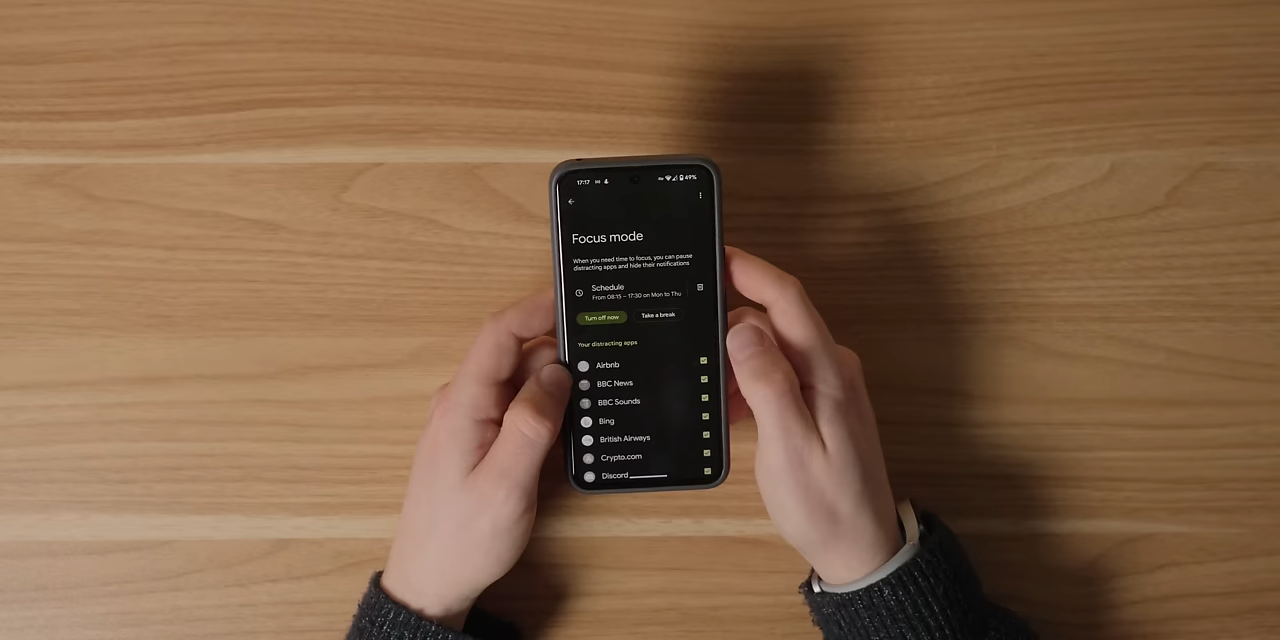 17:17
49%
Focus mode
When you need time to focus, you can pause
distracting apps and hide their notifications
Schedule
From 08:15 – 17:30 on Mon to Thu
Turn off now
Take a break
Your distracting apps
Airbnb
BBC News
BBC Sounds
Bing
British Airways
Crypto.com
Discord